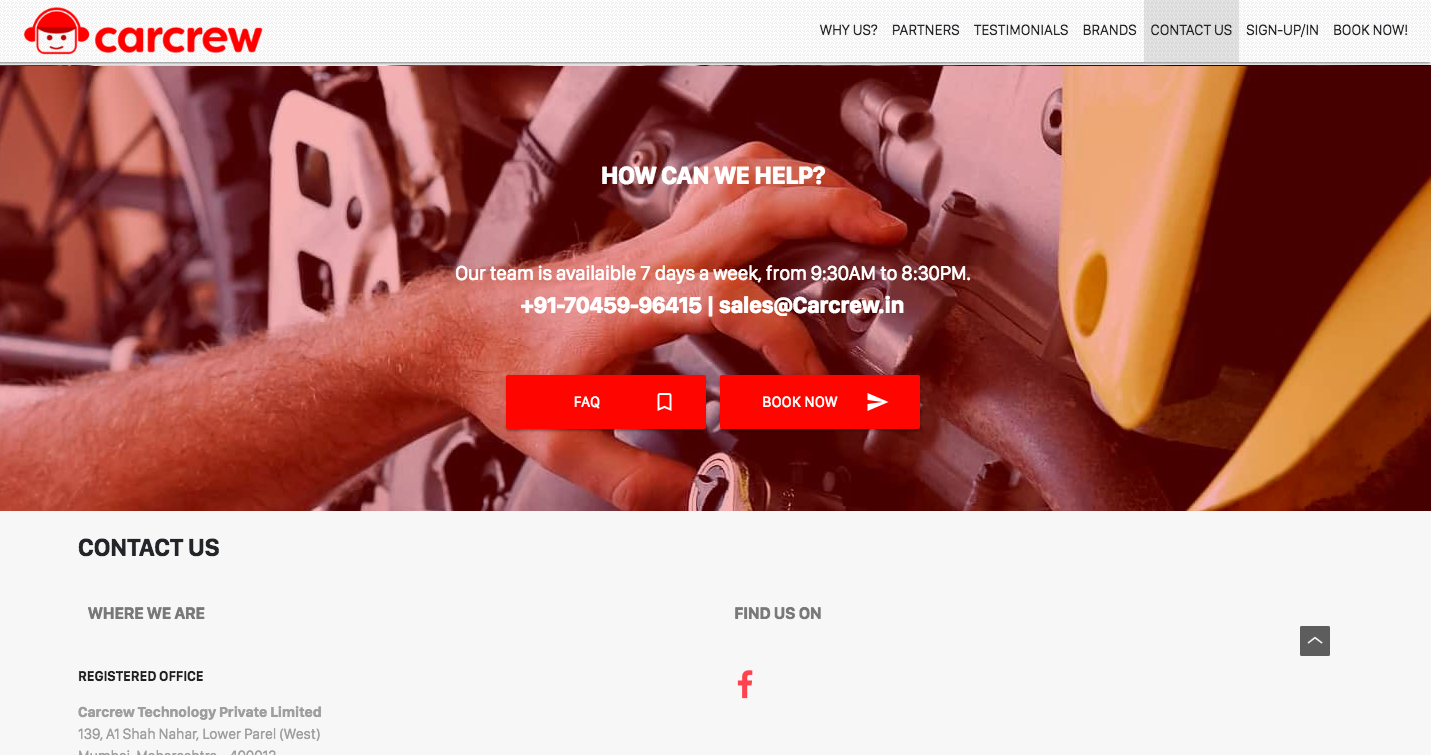 carcrew
WHY US? PARTNERS TESTIMONIALS BRANDS CONTACT US SIGN-UP/IN BOOK NOW!
HOW CAN WE HELP?
Our team is availaible 7 days a week, from 9:30AM to 8:30PM.
+91-70459-96415 | sales@Carcrew.in
FAQ
BOOK NOW
CONTACT US
WHERE WE ARE
FIND US ON
REGISTERED OFFICE
Carcrew Technology Private Limited
139, A1 Shah Nahar, Lower Parel (West)
Mumbai, Maharashtra - 400013